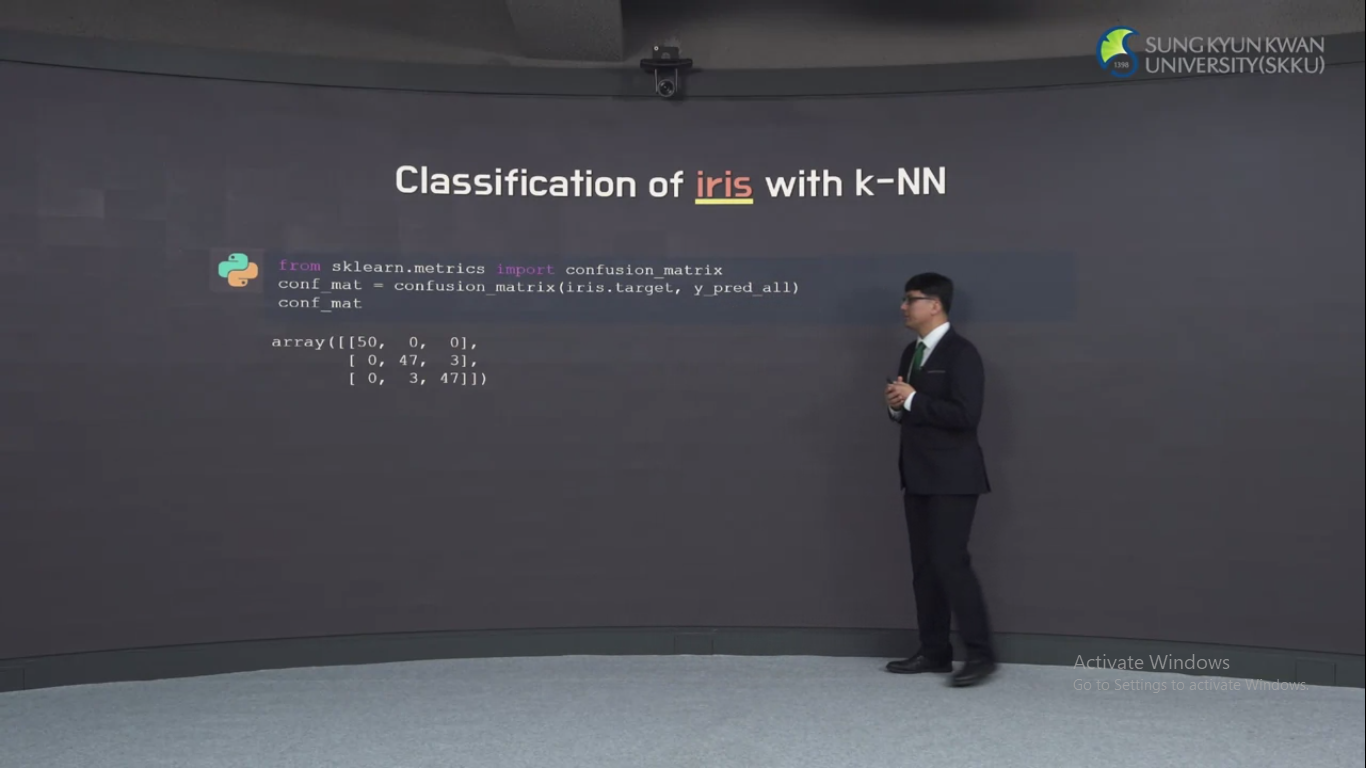 SUNG KYUN KWAN
UNIVERSITY(SKKU)
1398
Classification of iris with k-NN
from sklearn.metrics import confusion_matrix
conf_mat = confusion_matrix(iris.target, y_pred_all)
conf_mat
array([[50, 0, 0],
[ 0, 47, 3],
[ 0, 3, 47]])
Activate Windows
Go to Settings to activate Windows.